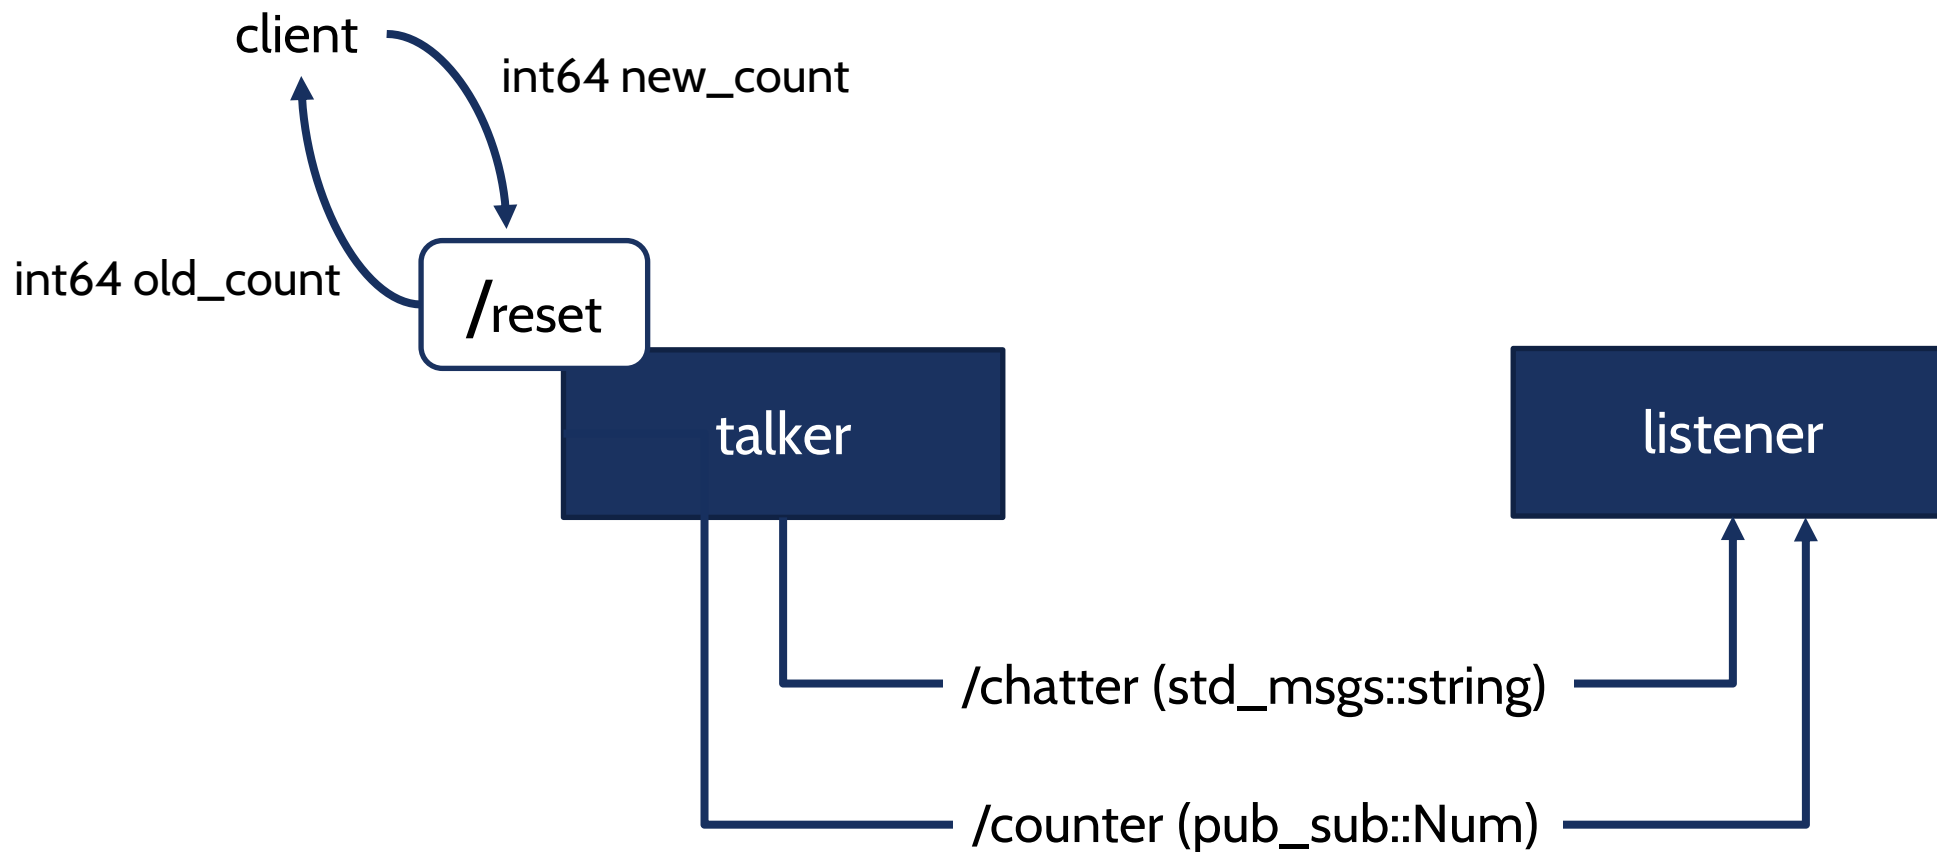 client
int64 new_count
int64 old_count
/reset
talker
listener
/chatter (std_msgs::string)
/counter (pub_sub::Num)